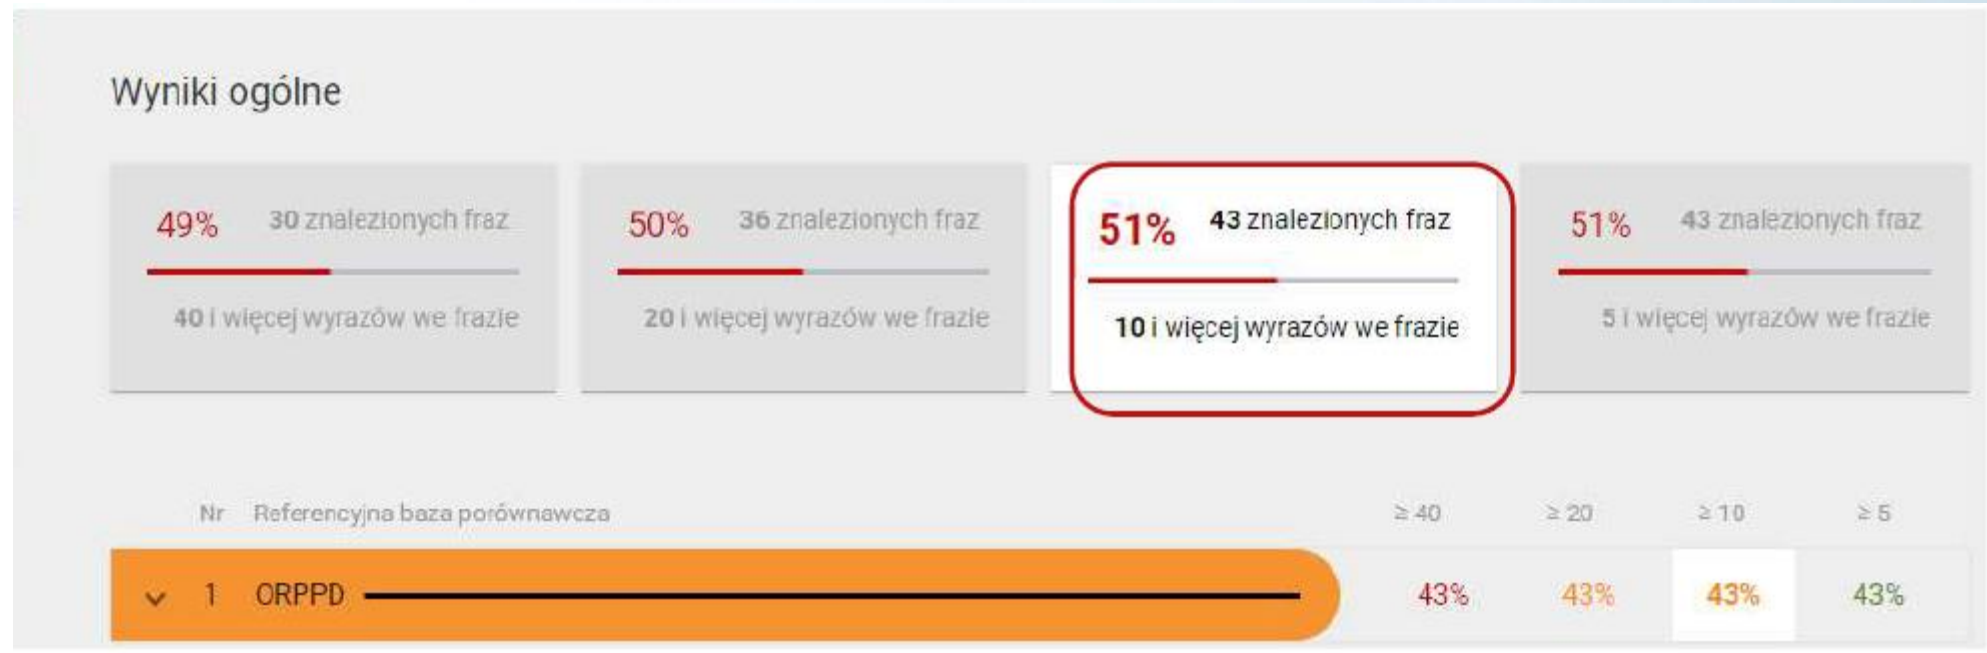 Wyniki ogólne
49% 30 znalezionych fraz
40 i więcej wyrazów we frazie
50% 36 znalezionych fraz
20 i więcej wyrazów we frazie
51% 43 znalezionych fraz
10 i więcej wyrazów we frazie
51% 43 znalezionych fraz
5 i więcej wyrazów we frazie
Nr Referencyjna baza porównawcza ≥ 40 ≥ 20 ≥ 10 ≥ 5
1 ORPPD 43% 43% 43% 43%